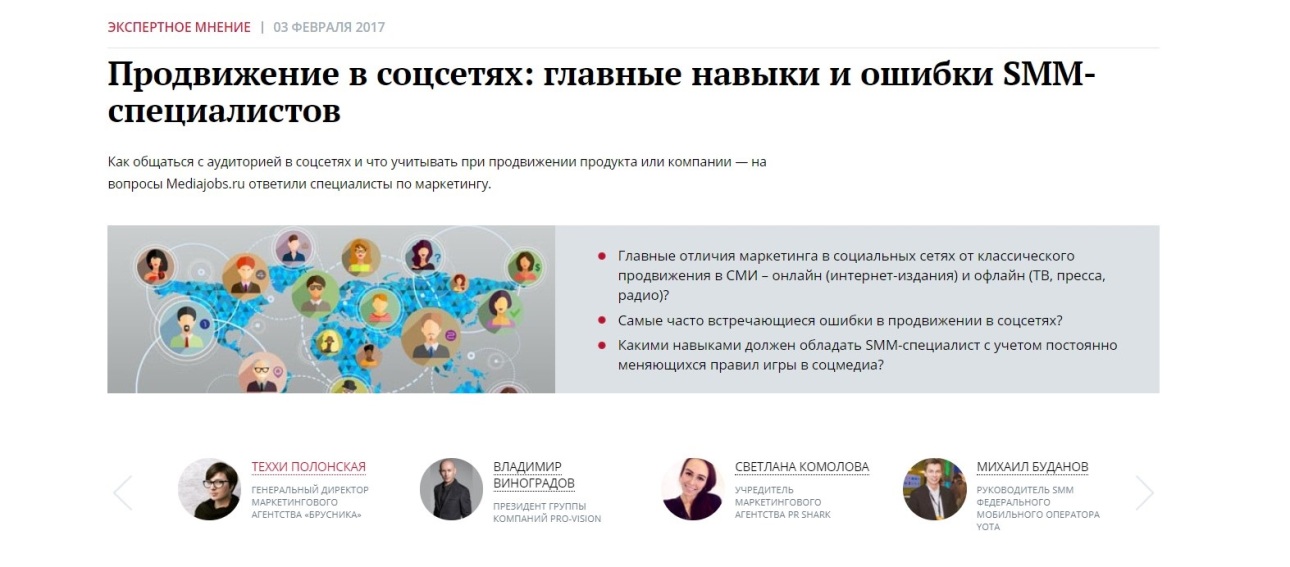 ЭКСПЕРТНОЕ МНЕНИЕ | 03 ФЕВРАЛЯ 2017
Продвижение в соцсетях: главные навыки и ошибки SMM-
специалистов
Как общаться с аудиторией в соцсетях и что учитывать при продвижении продукта или компании — на
вопросы Mediajobs.ru ответили специалисты по маркетингу.
Главные отличия маркетинга в социальных сетях от классического
продвижения в СМИ – онлайн (интернет-издания) и офлайн (ТВ, пресса,
радио)?
Самые часто встречающиеся ошибки в продвижении в соцсетях?
Какими навыками должен обладать SMM-специалист с учетом постоянно
меняющихся правил игры в соцмедиа?
ТЕХХИ ПОЛОНСКАЯ
ГЕНЕРАЛЬНЫЙ ДИРЕКТОР
МАРКЕТИНГОВОГО
АГЕНТСТВА «БРУСНИКА»
ВЛАДИМИР
ВИНОГРАДОВ
ПРЕЗИДЕНТ ГРУППЫ
КОМПАНИЙ PRO-VISION
СВЕТЛАНА КОМОЛОВА
УЧРЕДИТЕЛЬ
МАРКЕТИНГОВОГО
АГЕНТСТВА PR SHARK
МИХАИЛ БУДАНОВ
РУКОВОДИТЕЛЬ SMM
ФЕДЕРАЛЬНОГО
МОБИЛЬНОГО ОПЕРАТОРА
YOTA